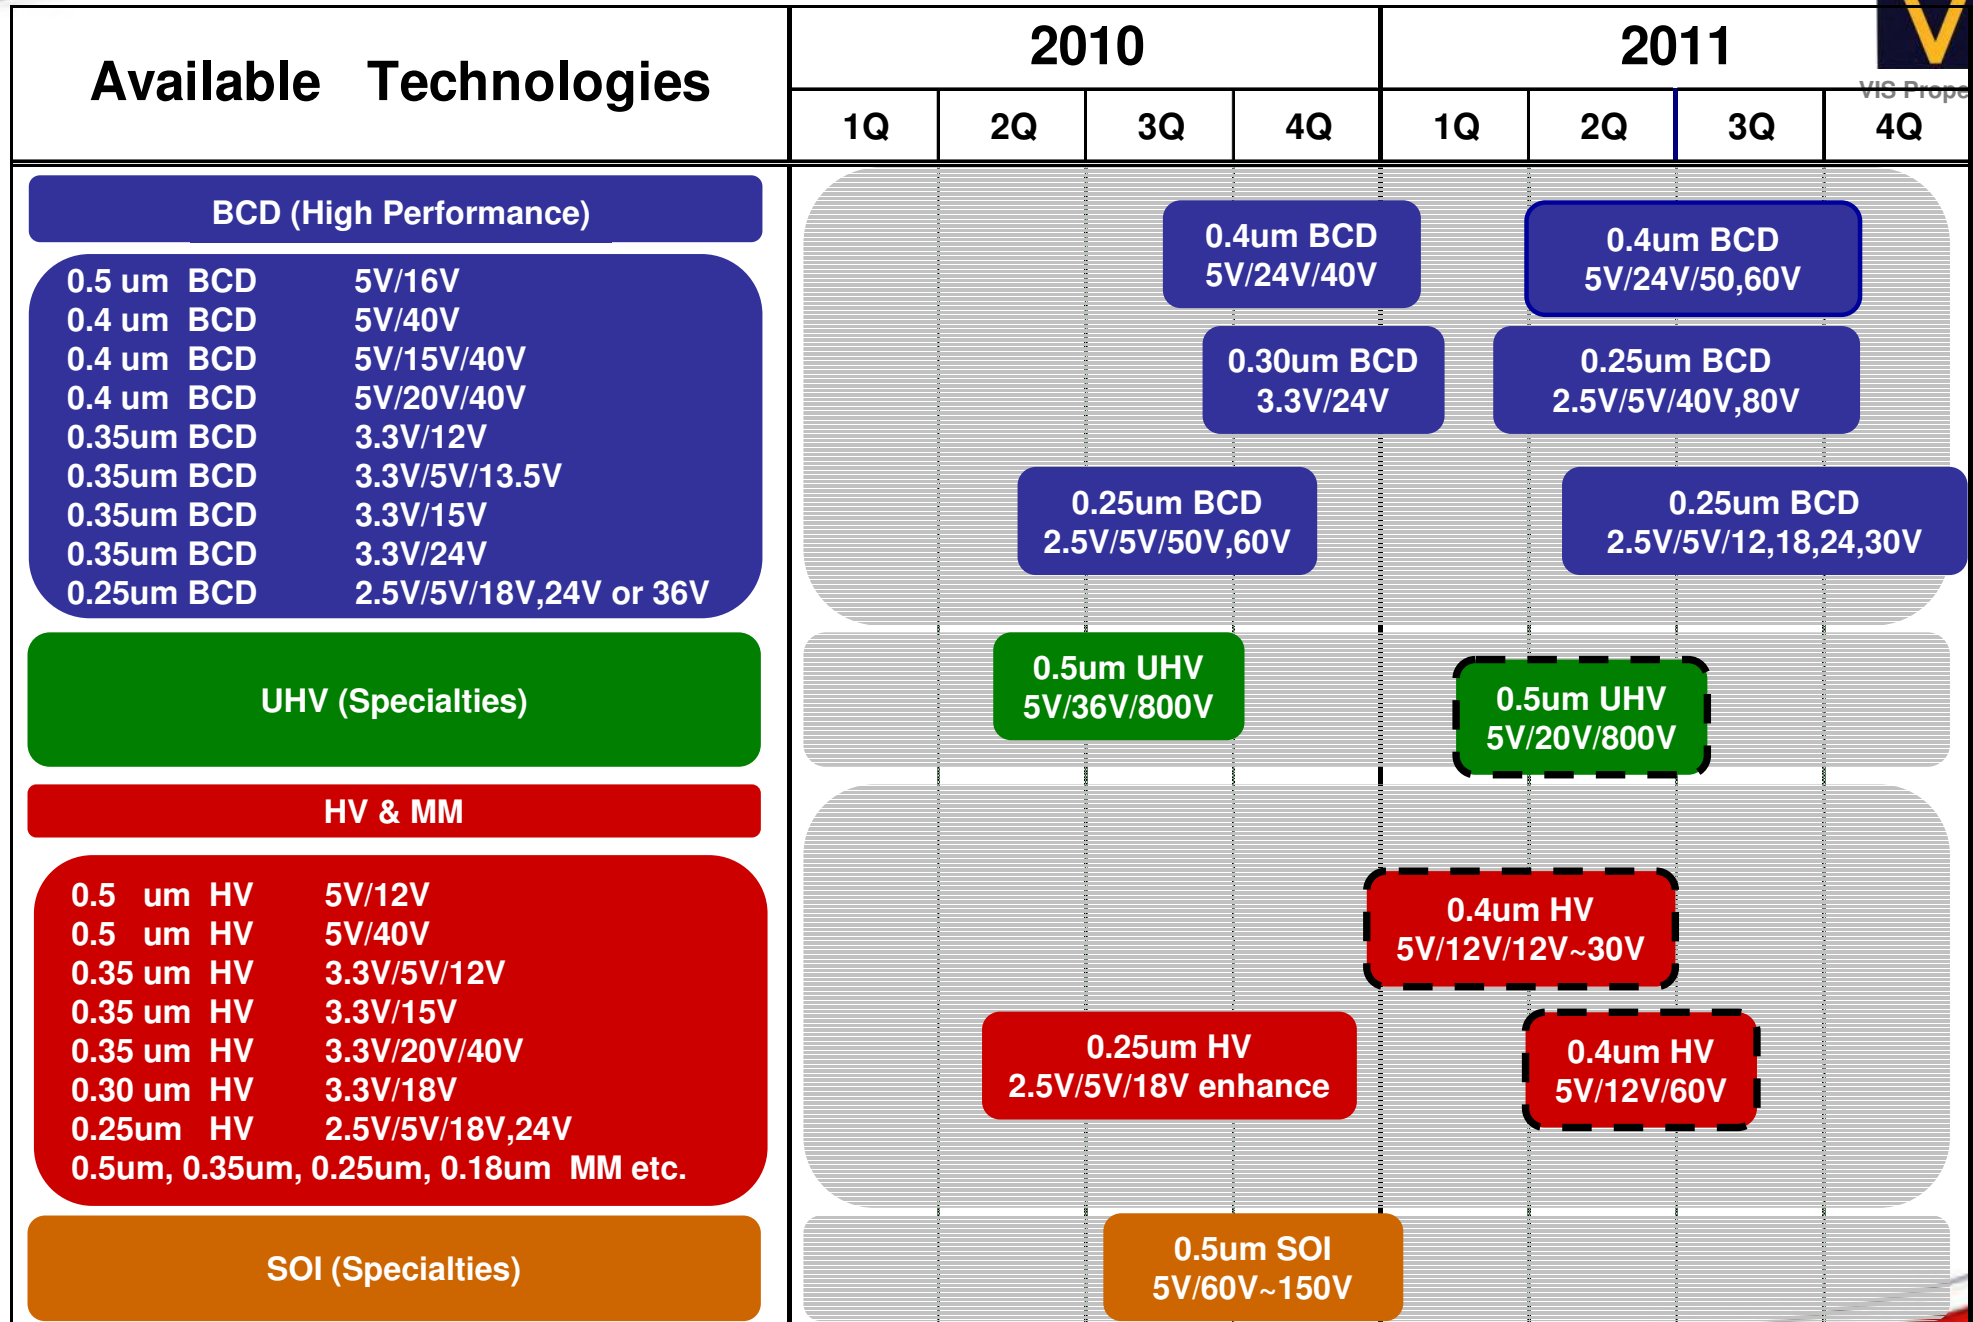 Available Technologies
2010
2011
V
VIS Prope
1Q
2Q
3Q
4Q
1Q
2Q
3Q
4Q
BCD (High Performance)
0.5 um BCD 5V/16V
0.4 um BCD 5V/40V
0.4 um BCD 5V/15V/40V
0.4 um BCD 5V/20V/40V
0.35um BCD 3.3V/12V
0.35um BCD 3.3V/5V/13.5V
0.35um BCD 3.3V/15V
0.35um BCD 3.3V/24V
0.25um BCD 2.5V/5V/18V,24V or 36V
0.4um BCD
5V/24V/40V
0.4um BCD
5V/24V/50,60V
0.30um BCD
3.3V/24V
0.25um BCD
2.5V/5V/40V,80V
0.25um BCD
2.5V/5V/50V,60V
0.25um BCD
2.5V/5V/12,18,24,30V
UHV (Specialties)
0.5um UHV
5V/36V/800V
0.5um UHV
5V/20V/800V
HV & MM
0.5 um HV 5V/12V
0.5 um HV 5V/40V
0.35 um HV 3.3V/5V/12V
0.35 um HV 3.3V/15V
0.35 um HV 3.3V/20V/40V
0.30 um HV 3.3V/18V
0.25um HV 2.5V/5V/18V,24V
0.5um, 0.35um, 0.25um, 0.18um MM etc.
0.4um HV
5V/12V/12V~30V
0.25um HV
2.5V/5V/18V enhance
0.4um HV
5V/12V/60V
SOI (Specialties)
0.5um SOI
5V/60V~150V